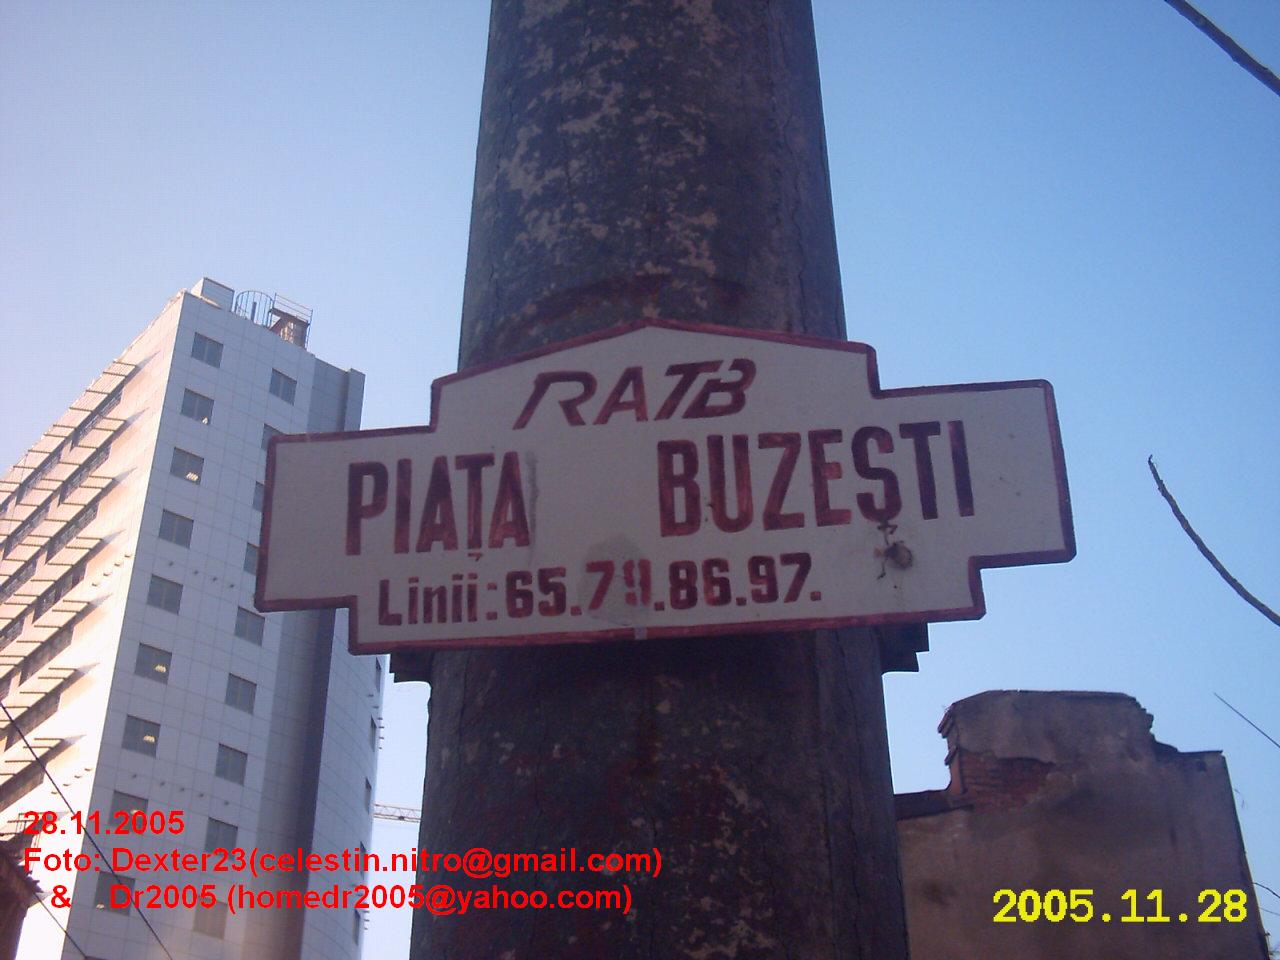 RATB
PIAȚA BUZEȘTI
Linii: 65.79.86.97.
28.11.2005
Foto: Dexter23(celestin.nitro@gmail.com)
& Dr2005 (homedr2005@yahoo.com)
2005.11.28